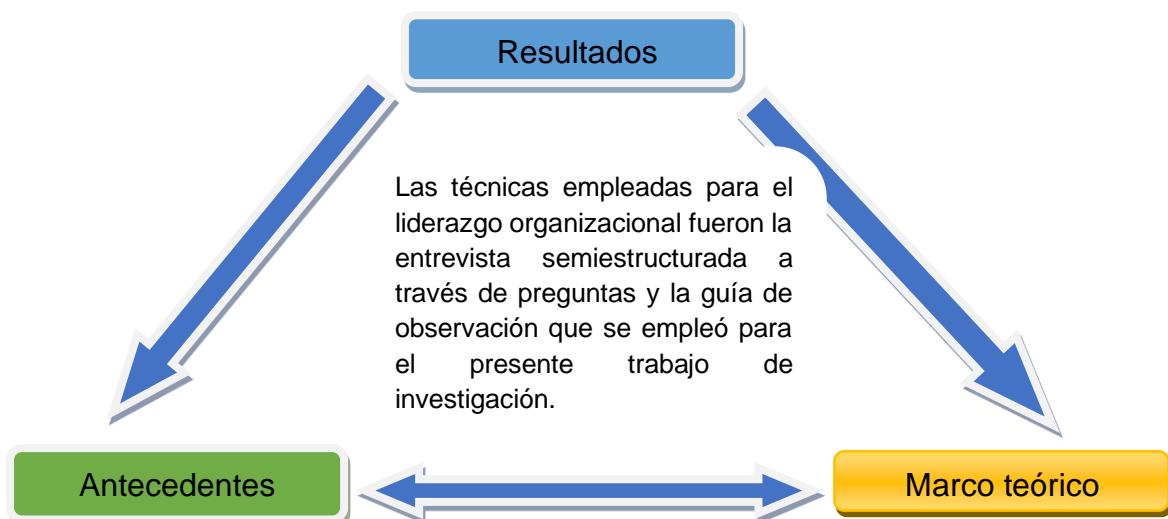 Resultados
Las técnicas empleadas para el
liderazgo organizacional fueron la
entrevista semiestructurada a
través de preguntas y la guía de
observación que se empleó para
el presente trabajo de
investigación.
Antecedentes
Marco teórico